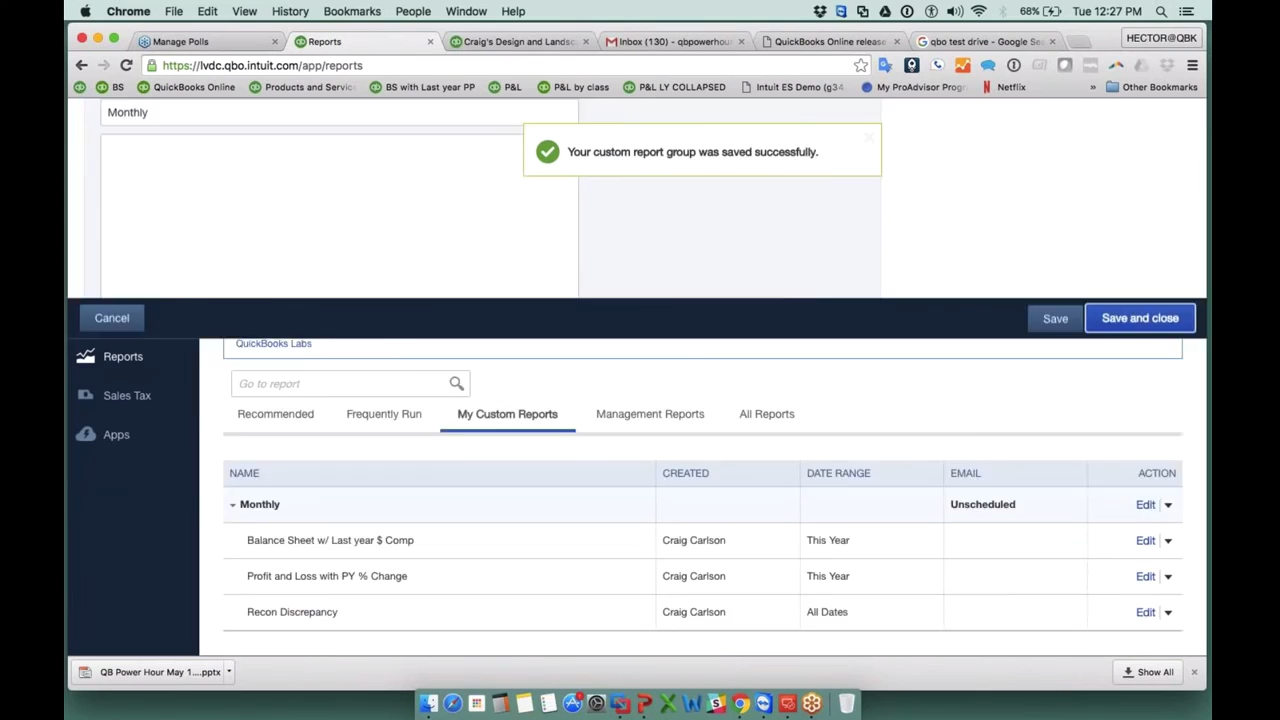 Chrome File Edit View History Bookmarks People Window Help 68% Tue 12:27 PM
Manage Polls Reports Craig's Design and Landsc Inbox (130) - qbpowerhou QuickBooks Online release qbo test drive - Google Se HECTOR@QBK
https://lvdc.qbo.intuit.com/app/reports
BS QuickBooks Online Products and Servic BS with Last year PP P&L P&L by class P&L LY COLLAPSED Intuit ES Demo (g34 My ProAdvisor Progr Netflix » Other Bookmarks
Monthly
Your custom report group was saved successfully.
Cancel Save Save and close
Reports
Sales Tax
Apps
QuickBooks Labs
Go to report
Recommended Frequently Run My Custom Reports Management Reports All Reports
NAME CREATED DATE RANGE EMAIL ACTION
Monthly Unscheduled Edit
Balance Sheet w/ Last year $ Comp Craig Carlson This Year Edit
Profit and Loss with PY % Change Craig Carlson This Year Edit
Recon Discrepancy Craig Carlson All Dates Edit
QB Power Hour May 1....pptx Show All